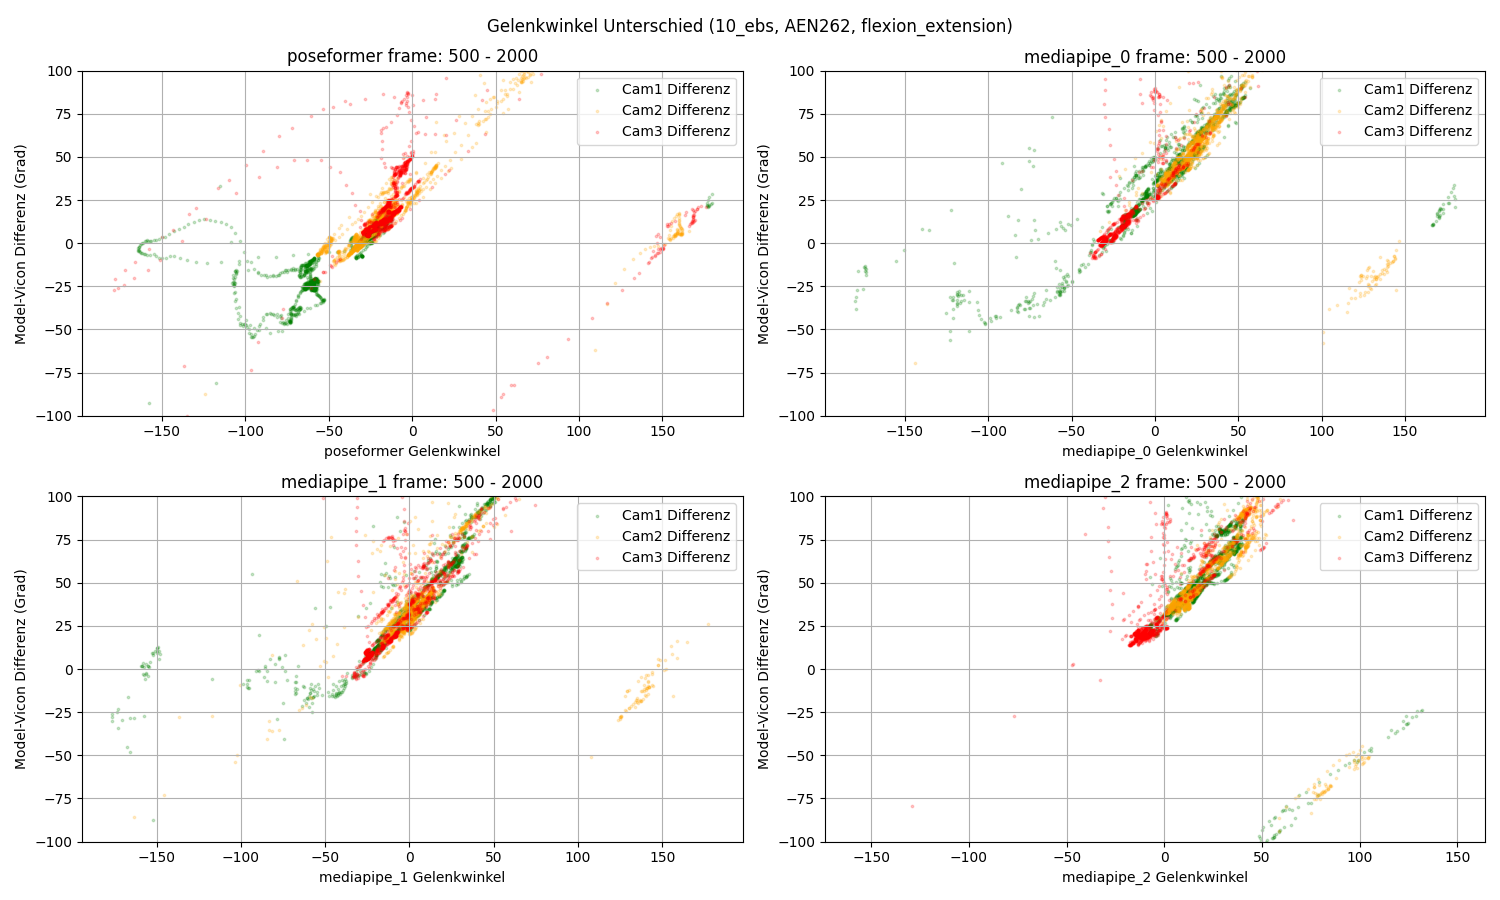 Gelenkwinkel Unterschied (10_ebs, AEN262, flexion_extension)
poseformer frame: 500 - 2000
100
75
50
25
0
−25
−50
−75
−100
Model-Vicon Differenz (Grad)
Cam1 Differenz
Cam2 Differenz
Cam3 Differenz
−150 −100 −50 0 50 100 150
poseformer Gelenkwinkel
mediapipe_0 frame: 500 - 2000
100
75
50
25
0
−25
−50
−75
−100
Model-Vicon Differenz (Grad)
Cam1 Differenz
Cam2 Differenz
Cam3 Differenz
−150 −100 −50 0 50 100 150
mediapipe_0 Gelenkwinkel
mediapipe_1 frame: 500 - 2000
100
75
50
25
0
−25
−50
−75
−100
Model-Vicon Differenz (Grad)
Cam1 Differenz
Cam2 Differenz
Cam3 Differenz
−150 −100 −50 0 50 100 150
mediapipe_1 Gelenkwinkel
mediapipe_2 frame: 500 - 2000
100
75
50
25
0
−25
−50
−75
−100
Model-Vicon Differenz (Grad)
Cam1 Differenz
Cam2 Differenz
Cam3 Differenz
−150 −100 −50 0 50 100 150
mediapipe_2 Gelenkwinkel